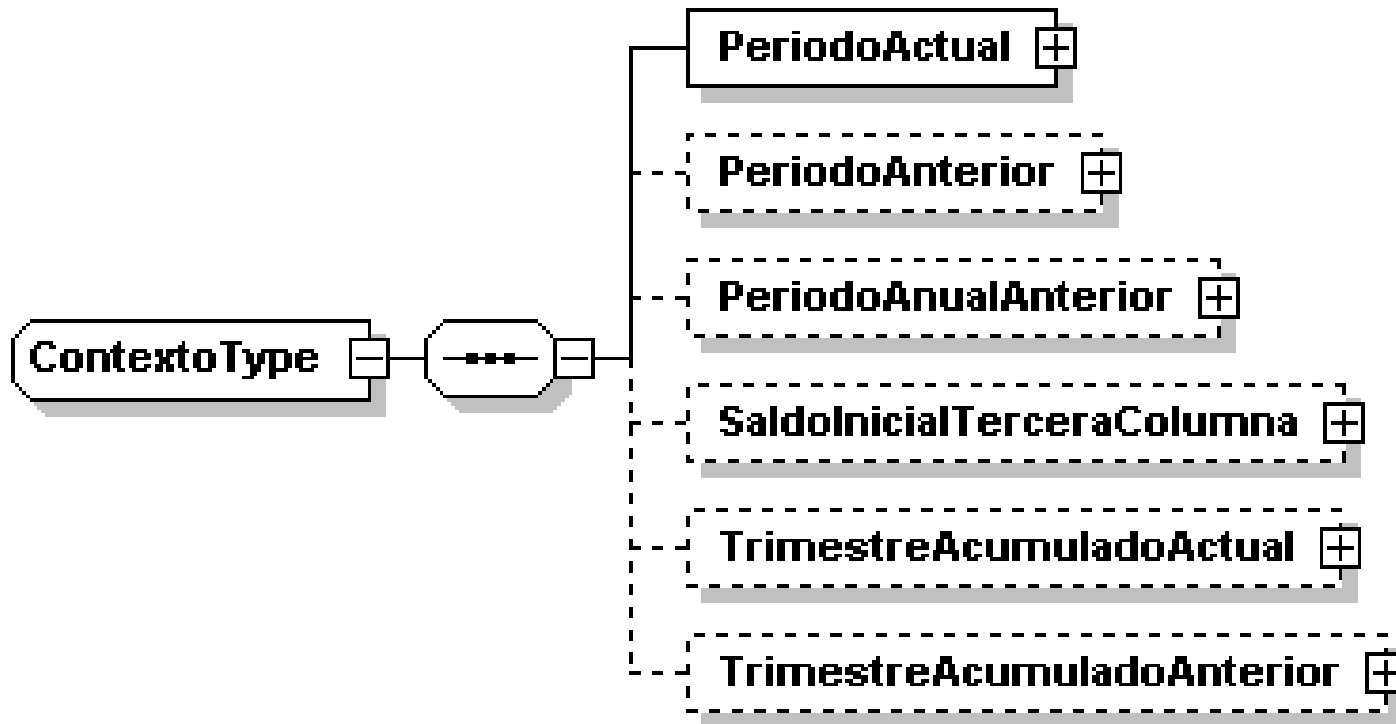 PeriodoActual
PeriodoAnterior
PeriodoAnualAnterior
ContextoType
SaldoInicialTerceraColumna
TrimestreAcumuladoActual
TrimestreAcumuladoAnterior